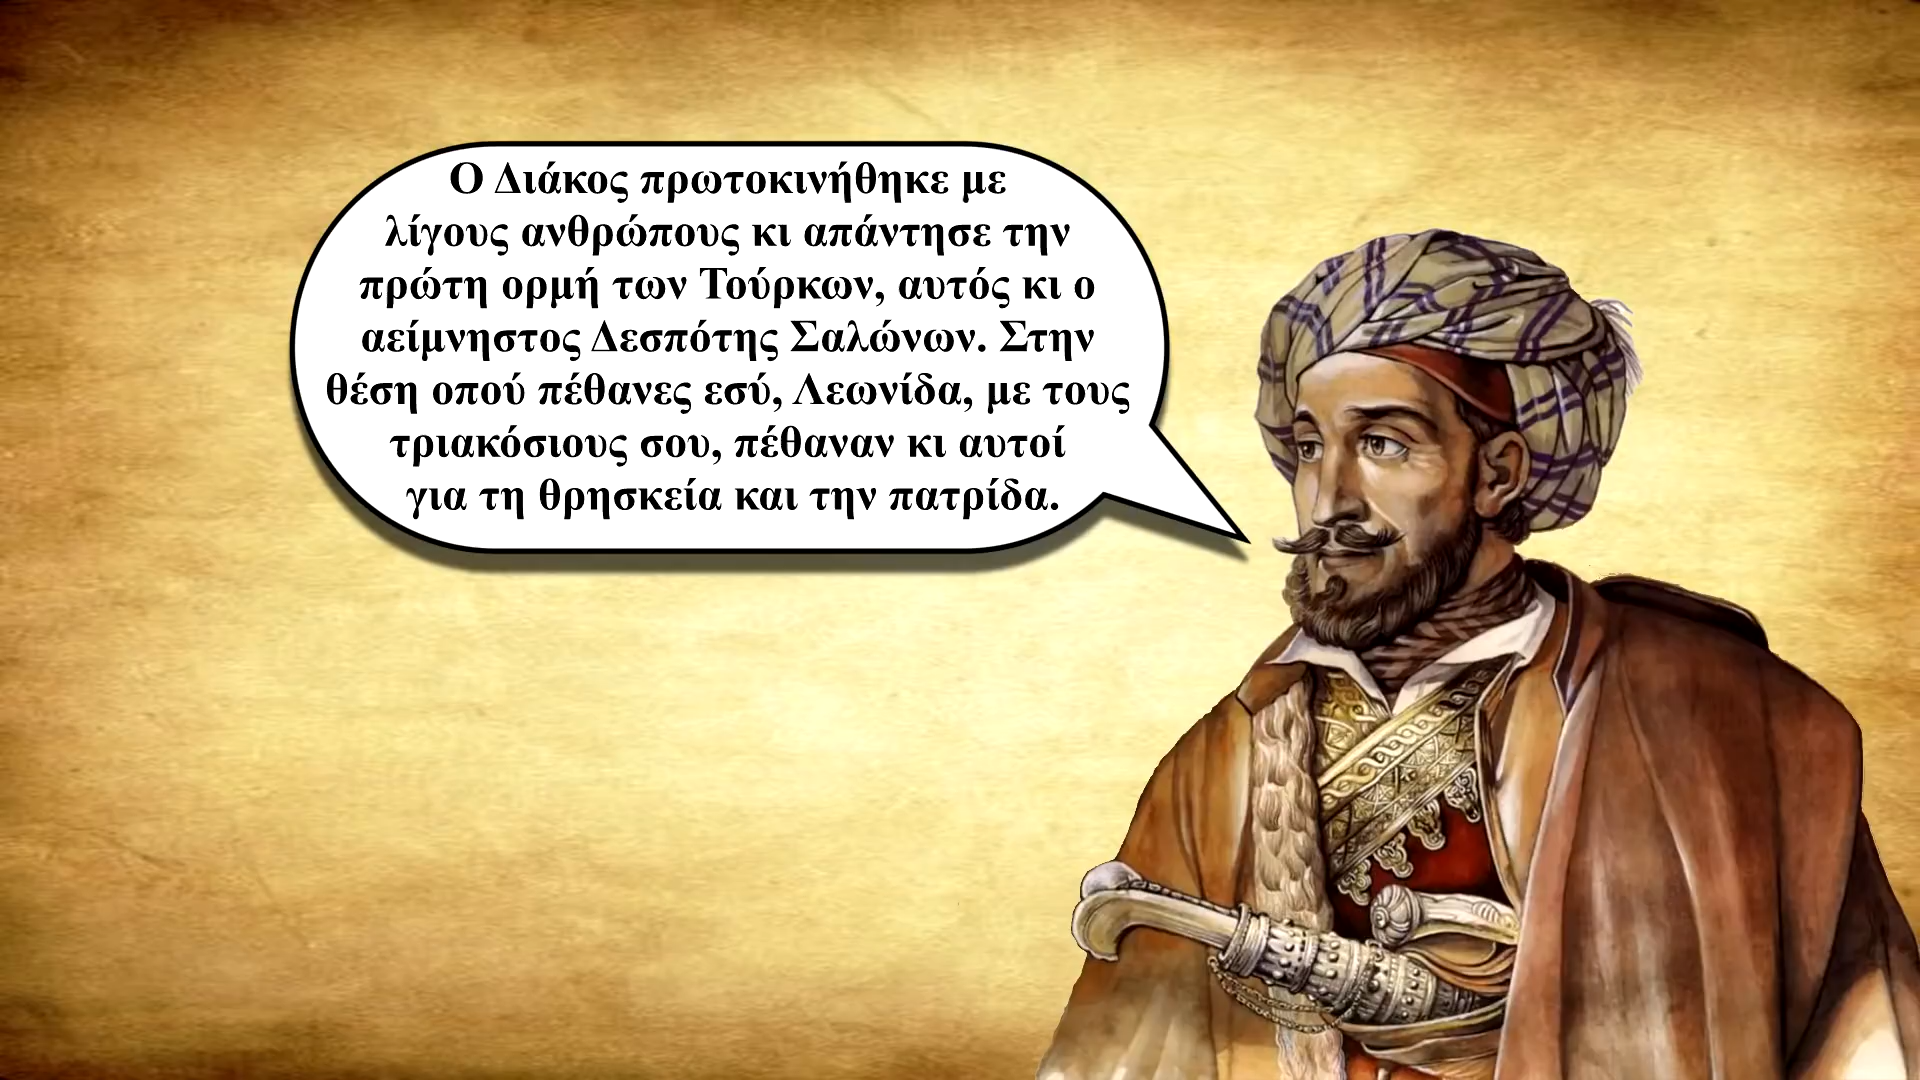 Ο Διάκος πρωτοκινήθηκε με
λίγους ανθρώπους κι απάντησε την
πρώτη ορμή των Τούρκων, αυτός κι ο
αείμνηστος Δεσπότης Σαλώνων. Στην
θέση οπού πέθανες εσύ, Λεωνίδα, με τους
τριακόσιους σου, πέθαναν κι αυτοί
για τη θρησκεία και την πατρίδα.